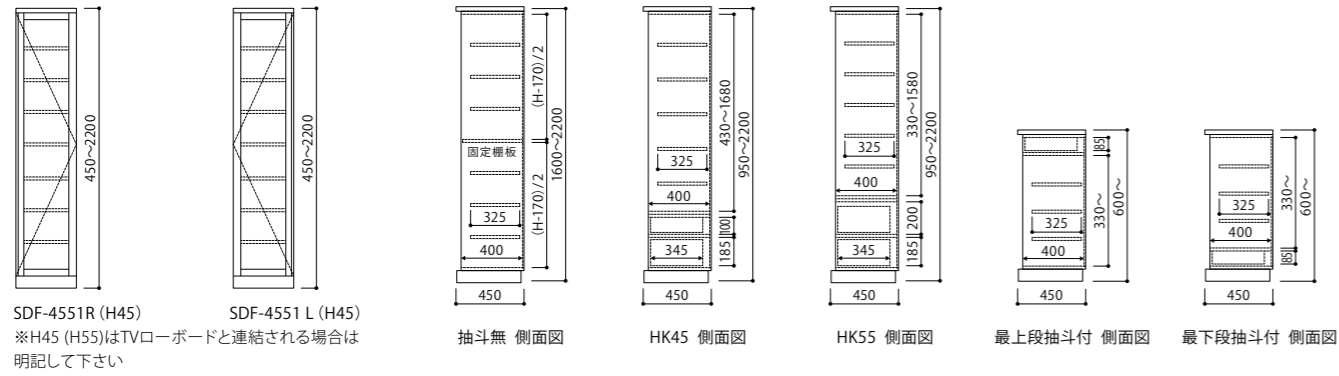 450〜2200
SDF-4551R (H45)
450〜2200
SDF-4551 L (H45)
※H45 (H55)はTVローボードと連結される場合は
明記して下さい
(H-170)/2
固定棚板
(H-170)/2
1600〜2200
325
400
450
抽斗無 側面図
430〜1680
950〜2200
325
400
100
345
185
450
HK45 側面図
330〜1580
950〜2200
325
400
200
345
185
450
HK55 側面図
85
330〜
600〜
325
400
450
最上段抽斗付 側面図
330〜
600〜
325
400
85
450
最下段抽斗付 側面図